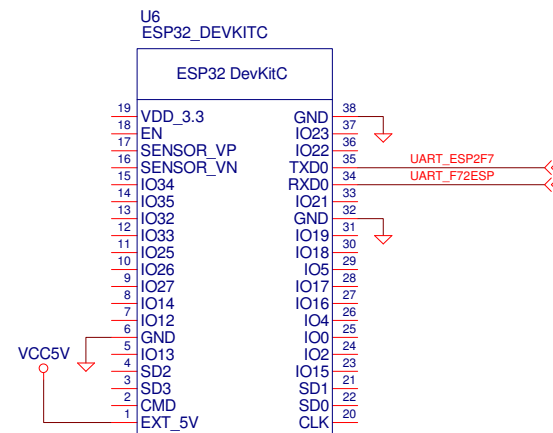 U6
ESP32_DEVKITC
ESP32 DevKitC
19 VDD_3.3 GND 38
18 EN IO23 37
17 SENSOR_VP IO22 36
16 SENSOR_VN TXD0 35 UART_ESP2F7
15 IO34 RXD0 34 UART_F72ESP
14 IO35 IO21 33
13 IO32 GND 32
12 IO33 IO19 31
11 IO25 IO18 30
10 IO26 IO5 29
9 IO27 IO17 28
8 IO14 IO16 27
7 IO12 IO4 26
6 GND IO0 25
VCC5V 5 IO13 IO2 24
4 SD2 IO15 23
3 SD3 SD1 21
2 CMD SD0 22
1 EXT_5V CLK 20